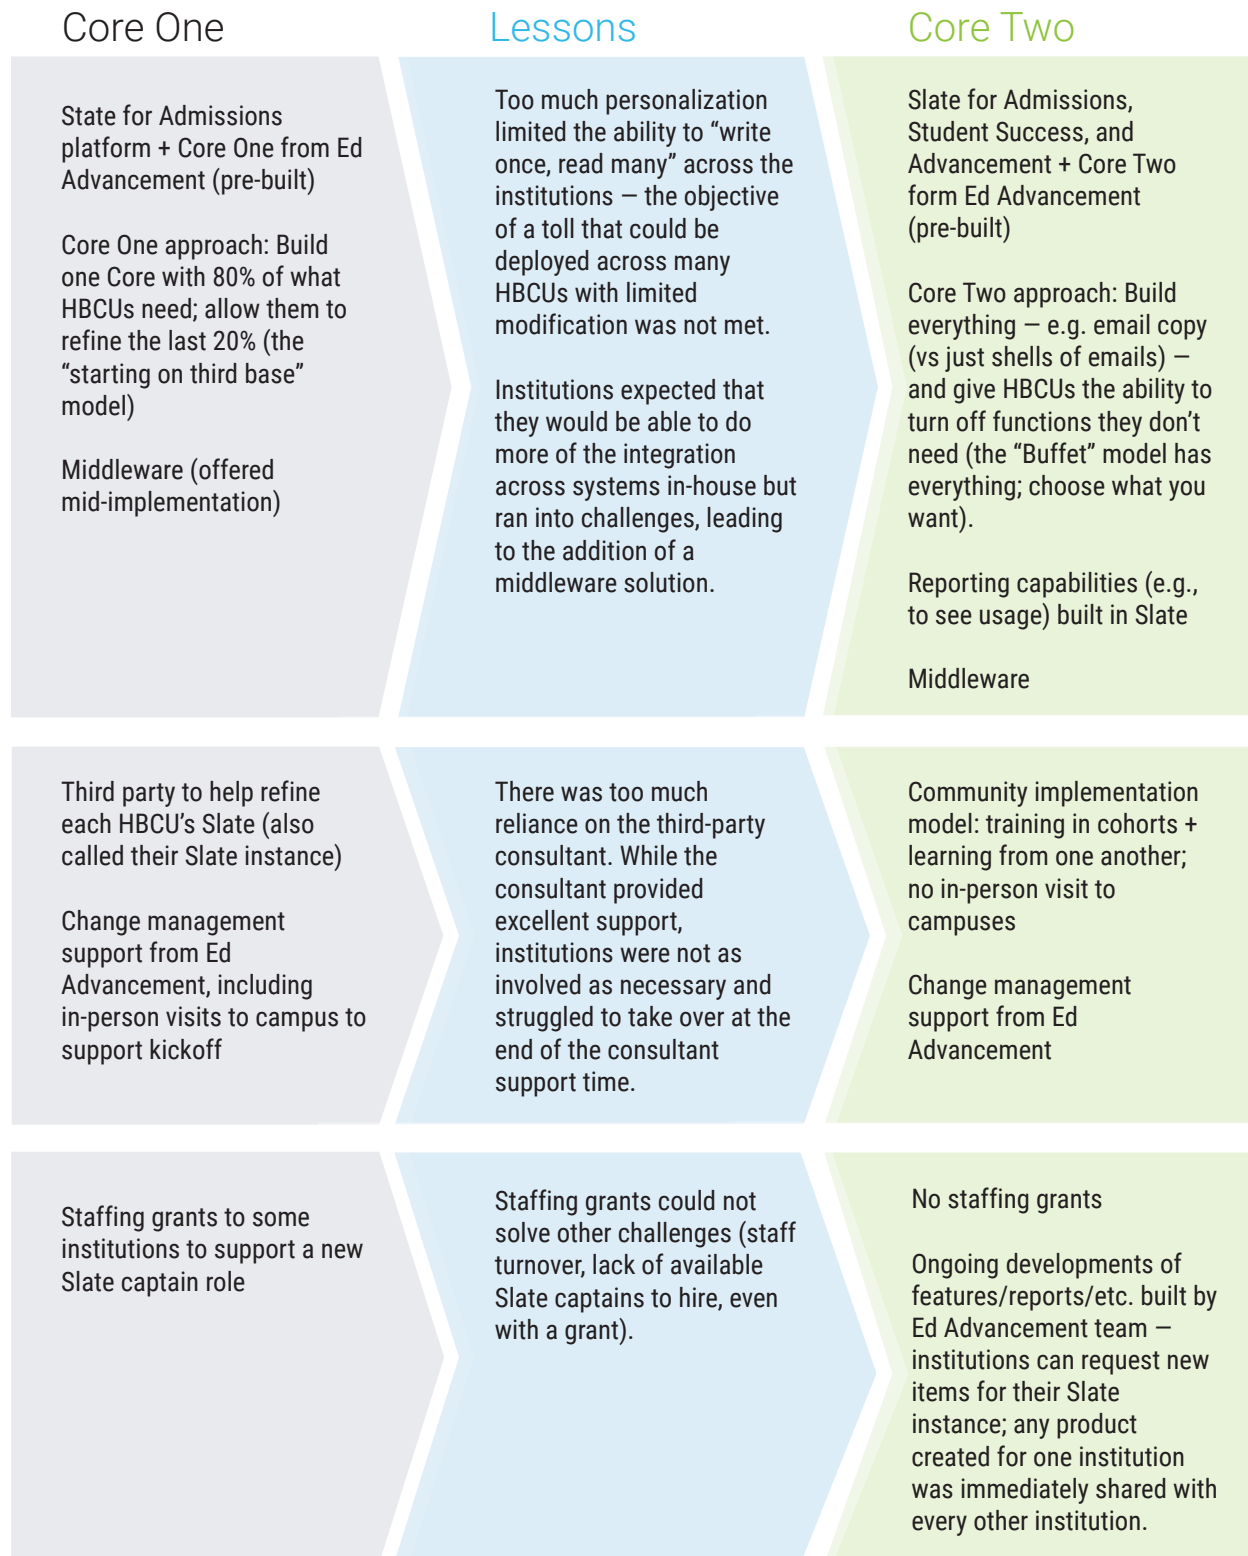 Core One
Lessons
Core Two
State for Admissions
platform + Core One from Ed
Advancement (pre-built)
Core One approach: Build
one Core with 80% of what
HBCUs need; allow them to
refine the last 20% (the
“starting on third base”
model)
Middleware (offered
mid-implementation)
Too much personalization
limited the ability to “write
once, read many” across the
institutions — the objective
of a toll that could be
deployed across many
HBCUs with limited
modification was not met.
Institutions expected that
they would be able to do
more of the integration
across systems in-house but
ran into challenges, leading
to the addition of a
middleware solution.
Slate for Admissions,
Student Success, and
Advancement + Core Two
form Ed Advancement
(pre-built)
Core Two approach: Build
everything — e.g. email copy
(vs just shells of emails) —
and give HBCUs the ability to
turn off functions they don’t
need (the “Buffet” model has
everything; choose what you
want).
Reporting capabilities (e.g.,
to see usage) built in Slate
Middleware
Third party to help refine
each HBCU’s Slate (also
called their Slate instance)
Change management
support from Ed
Advancement, including
in-person visits to campus to
support kickoff
There was too much
reliance on the third-party
consultant. While the
consultant provided
excellent support,
institutions were not as
involved as necessary and
struggled to take over at the
end of the consultant
support time.
Community implementation
model: training in cohorts +
learning from one another;
no in-person visit to
campuses
Change management
support from Ed
Advancement
Staffing grants to some
institutions to support a new
Slate captain role
Staffing grants could not
solve other challenges (staff
turnover, lack of available
Slate captains to hire, even
with a grant).
No staffing grants
Ongoing developments of
features/reports/etc. built by
Ed Advancement team —
institutions can request new
items for their Slate
instance; any product
created for one institution
was immediately shared with
every other institution.